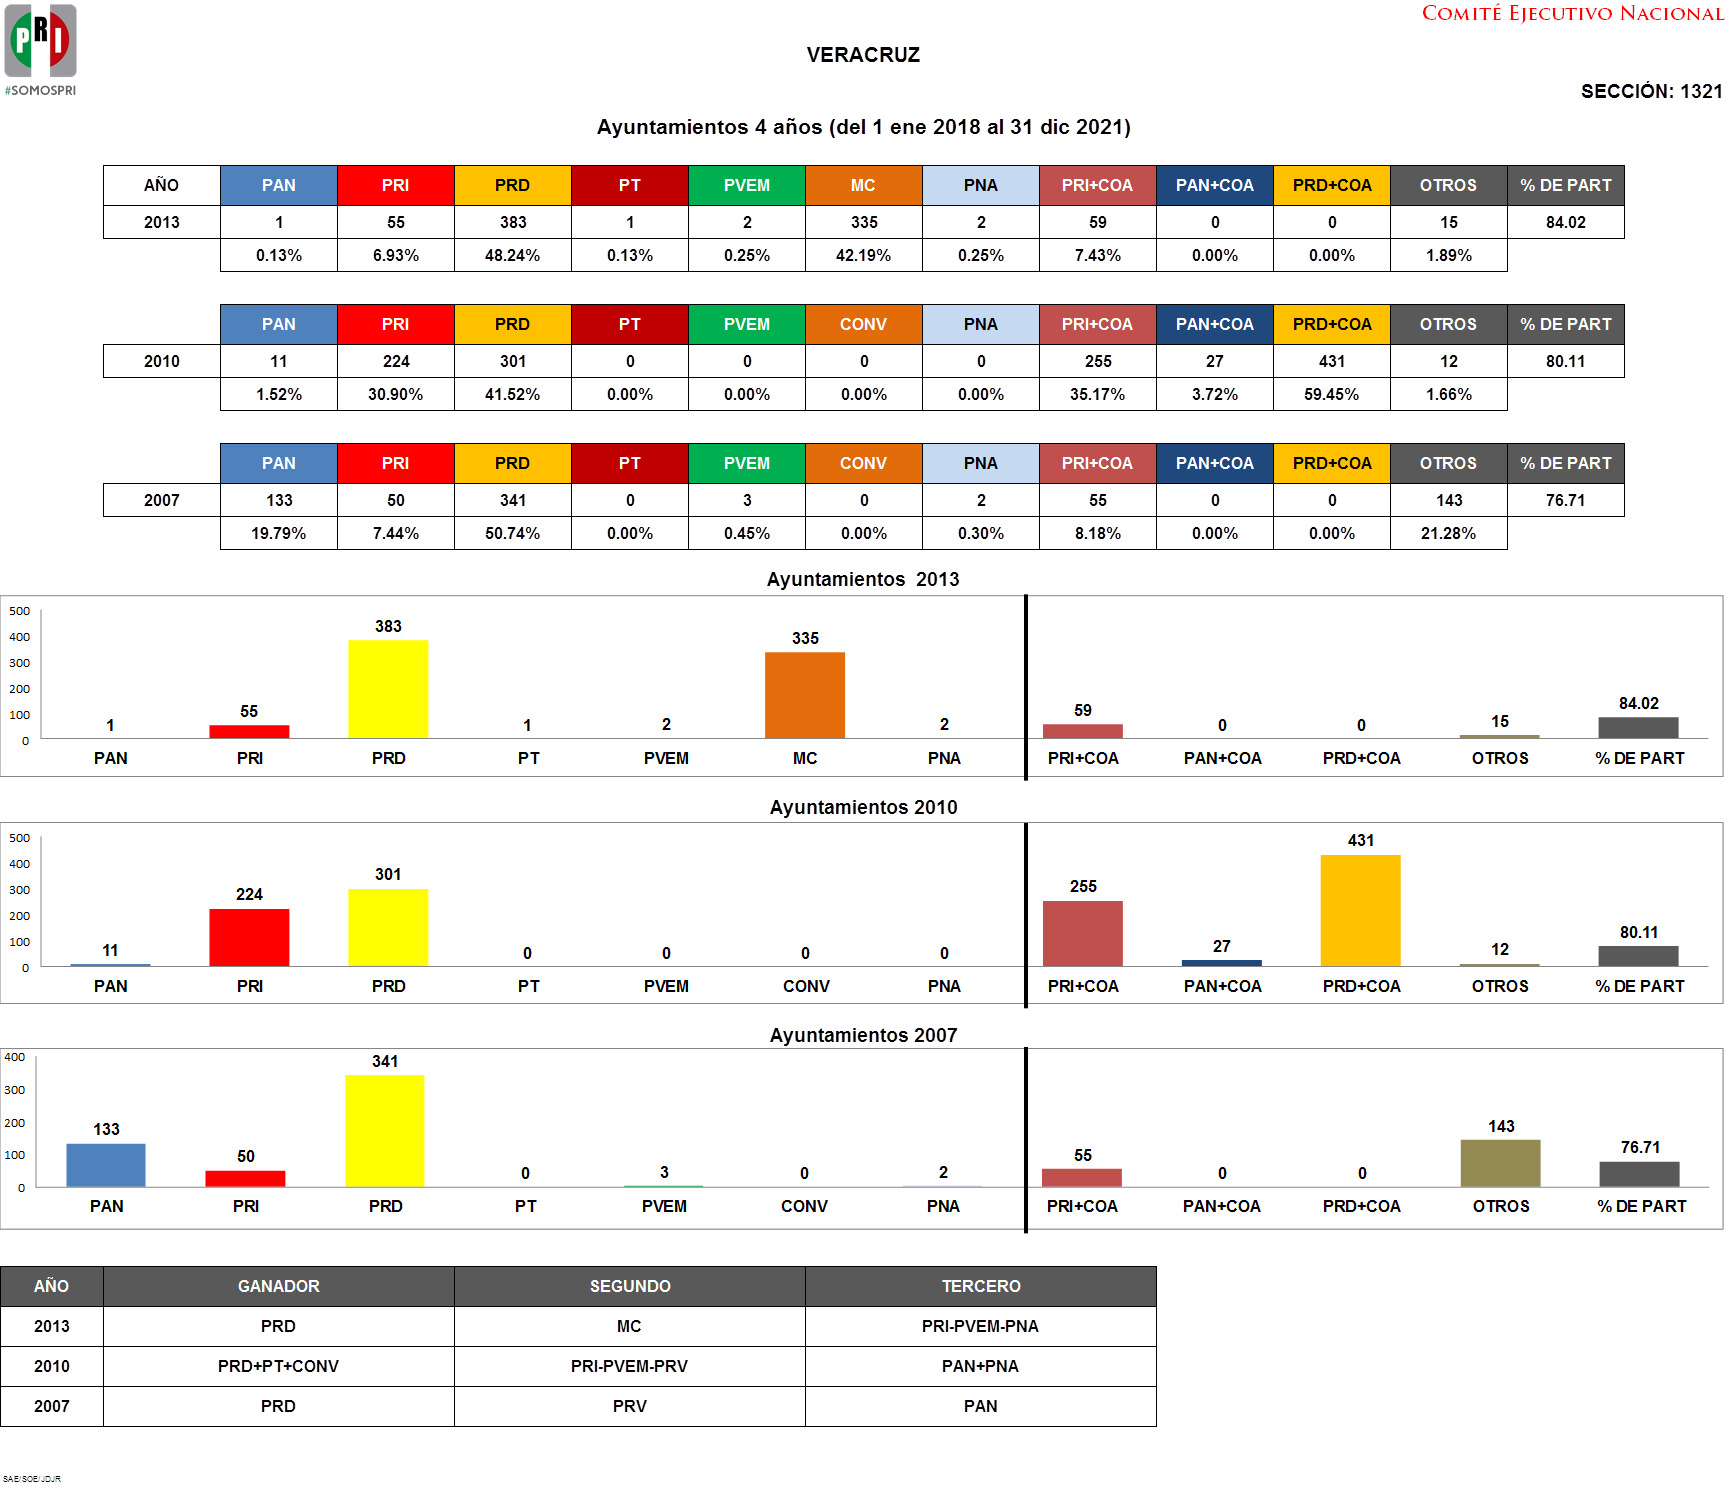 COMITÉ EJECUTIVO NACIONAL
PRI
#SOMOSPRI
VERACRUZ
SECCIÓN: 1321
Ayuntamientos 4 años (del 1 ene 2018 al 31 dic 2021)
AÑO PAN PRI PRD PT PVEM MC PNA PRI+COA PAN+COA PRD+COA OTROS % DE PART
2013 1 55 383 1 2 335 2 59 0 0 15 84.02
0.13% 6.93% 48.24% 0.13% 0.25% 42.19% 0.25% 7.43% 0.00% 0.00% 1.89%
PAN PRI PRD PT PVEM CONV PNA PRI+COA PAN+COA PRD+COA OTROS % DE PART
2010 11 224 301 0 0 0 0 255 27 431 12 80.11
1.52% 30.90% 41.52% 0.00% 0.00% 0.00% 0.00% 35.17% 3.72% 59.45% 1.66%
PAN PRI PRD PT PVEM CONV PNA PRI+COA PAN+COA PRD+COA OTROS % DE PART
2007 133 50 341 0 3 0 2 55 0 0 143 76.71
19.79% 7.44% 50.74% 0.00% 0.45% 0.00% 0.30% 8.18% 0.00% 0.00% 21.28%
Ayuntamientos 2013
500
400
300
200
100
0
1 55 383 1 2 335 2 59 0 0 15 84.02
PAN PRI PRD PT PVEM MC PNA PRI+COA PAN+COA PRD+COA OTROS % DE PART
Ayuntamientos 2010
500
400
300
200
100
0
11 224 301 0 0 0 0 255 27 431 12 80.11
PAN PRI PRD PT PVEM CONV PNA PRI+COA PAN+COA PRD+COA OTROS % DE PART
Ayuntamientos 2007
400
300
200
100
0
133 50 341 0 3 0 2 55 0 0 143 76.71
PAN PRI PRD PT PVEM CONV PNA PRI+COA PAN+COA PRD+COA OTROS % DE PART
AÑO GANADOR SEGUNDO TERCERO
2013 PRD MC PRI-PVEM-PNA
2010 PRD+PT+CONV PRI-PVEM-PRV PAN+PNA
2007 PRD PRV PAN
SAE/SOE/JDJR